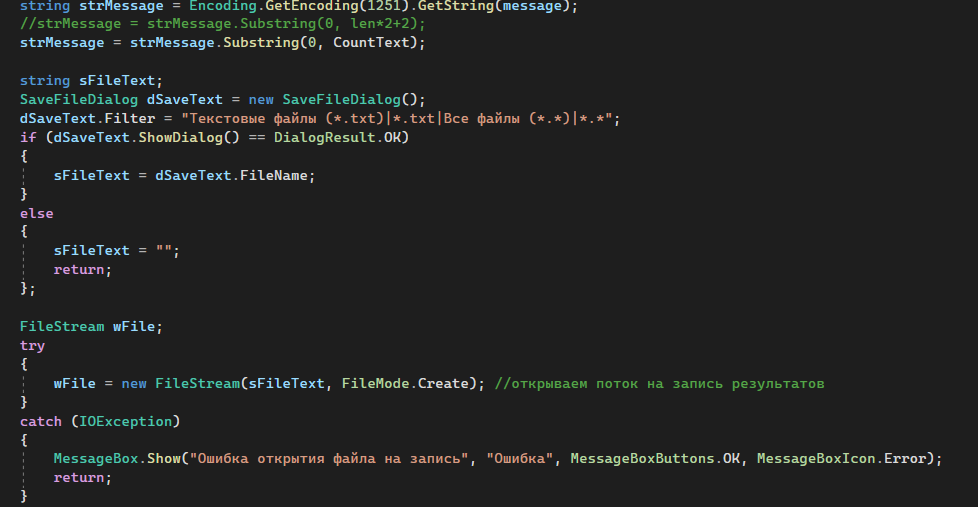 string strMessage = Encoding.GetEncoding(1251).GetString(message);
//strMessage = strMessage.Substring(0, len*2+2);
strMessage = strMessage.Substring(0, CountText);

string sFileText;
SaveFileDialog dSaveText = new SaveFileDialog();
dSaveText.Filter = "Текстовые файлы (*.txt)|*.txt|Все файлы (*.*)|*.*";
if (dSaveText.ShowDialog() == DialogResult.OK)
{
    sFileText = dSaveText.FileName;
}
else
{
    sFileText = "";
    return;
};

FileStream wFile;
try
{
    wFile = new FileStream(sFileText, FileMode.Create); //открываем поток на запись результатов
}
catch (IOException)
{
    MessageBox.Show("Ошибка открытия файла на запись", "Ошибка", MessageBoxButtons.OK, MessageBoxIcon.Error);
    return;
}